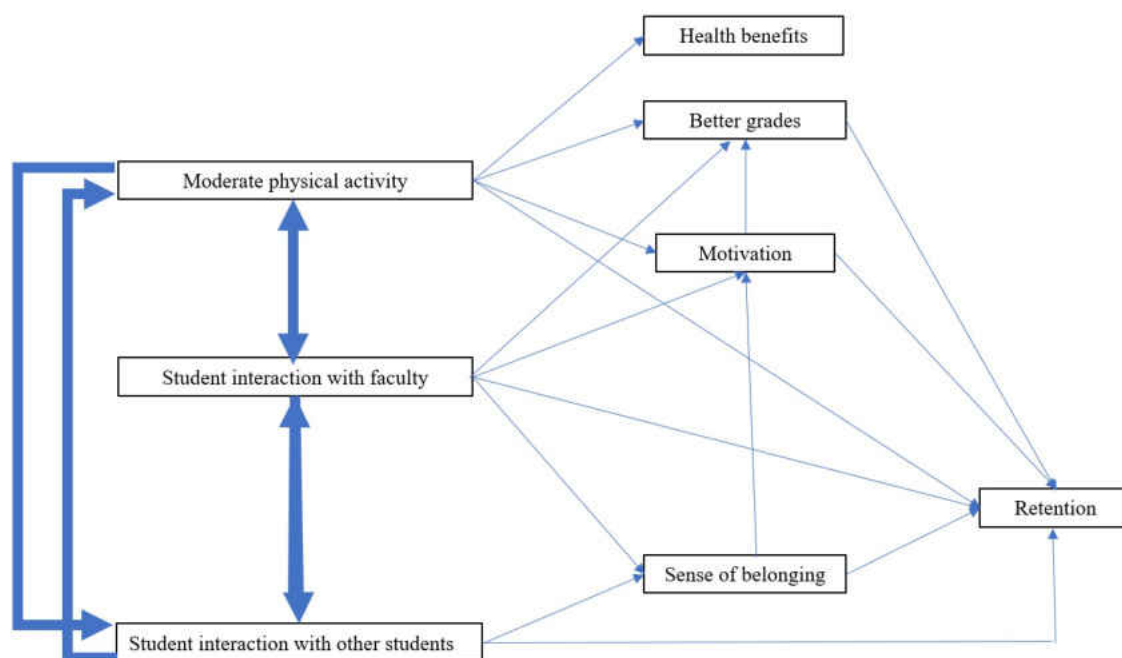 Health benefits
Better grades
Moderate physical activity
Motivation
Student interaction with faculty
Retention
Sense of belonging
Student interaction with other students